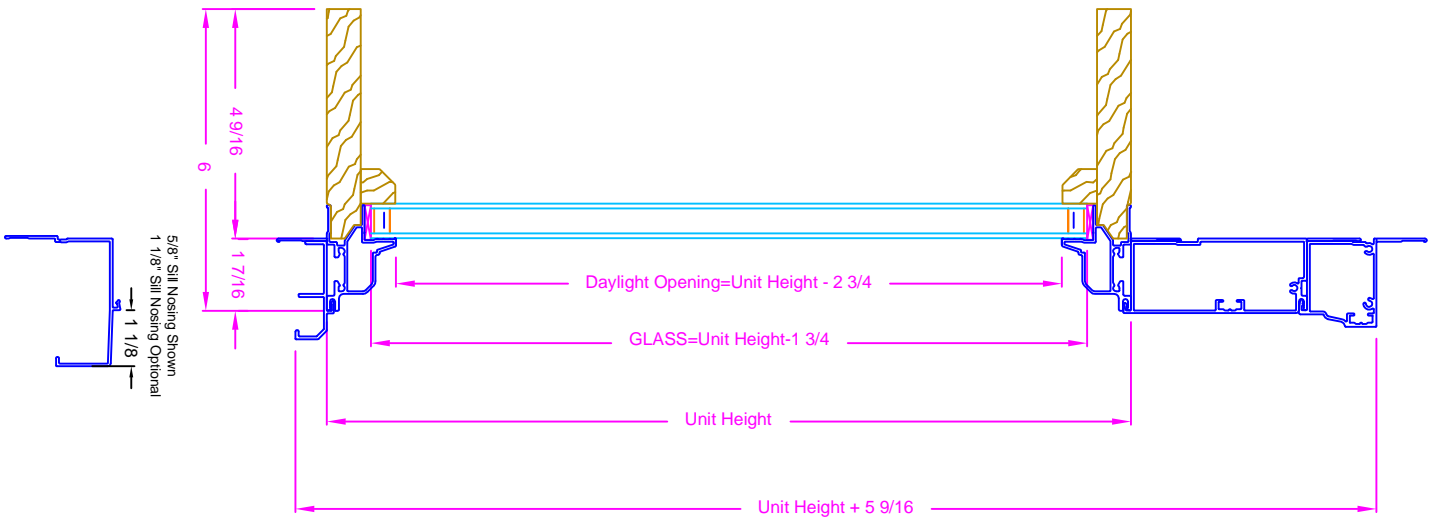 4 9/16
6
1 7/16
5/8" Sill Nosing Shown
1 1/8" Sill Nosing Optional
1 1/8
Daylight Opening=Unit Height - 2 3/4
GLASS=Unit Height-1 3/4
Unit Height
Unit Height + 5 9/16